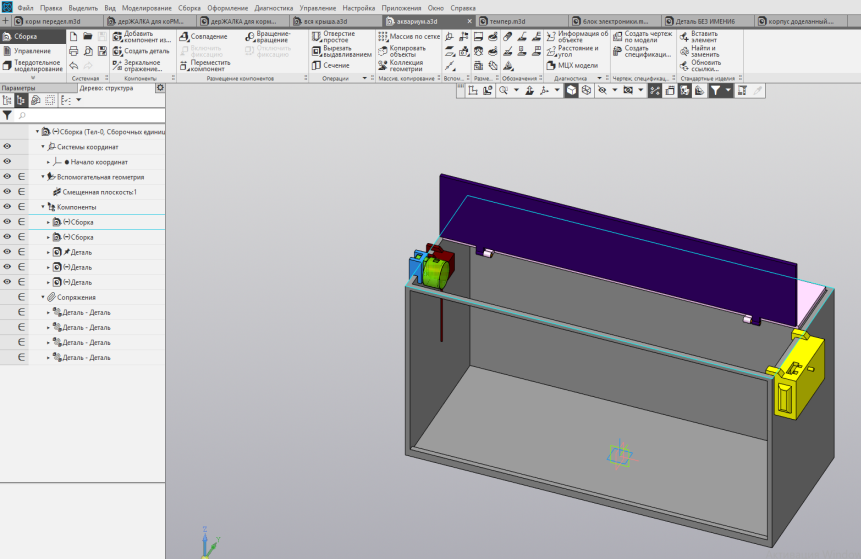 Файл Правка Выделить Вид Моделирование Сборка Оформление Диагностика Управление Настройка Приложения Окно Справка
корм передел.m3d держАЛКА для коРМ... держАЛКА для корм... вся крыша.a3d аквариум.a3d темпер.m3d блок электроники.m... Деталь БЕЗ ИМЕНИ6 корпус доделанный...
Сборка
Управление
Твердотельное моделирование
Системная
Добавить компонент из...
Создать деталь
Зеркальное отражение...
Компоненты
Совпадение
Включить фиксацию
Переместить компонент
Вращение-вращение
Отключить фиксацию
Размещение компонентов
Отверстие простое
Вырезать выдавливанием
Сечение
Операции
Массив по сетке
Копировать объекты
Коллекция геометрии
Массив, копирование
Вспом...
Разме...
Обозначения
Информация об объекте
Расстояние и угол
МЦХ модели
Диагностика
Создать чертеж по модели
Создать спецификаци...
Чертеж, спецификац...
Вставить элемент
Найти и заменить
Обновить ссылки...
Стандартные изделия
Параметры
Дерево: структура
(-)Сборка (Тел-0, Сборочных единиц
Системы координат
Начало координат
Вспомогательная геометрия
Смещенная плоскость:1
Компоненты
(-)Сборка
(-)Сборка
Деталь
(-)Деталь
(-)Деталь
Сопряжения
Деталь - Деталь
Деталь - Деталь
Деталь - Деталь
Деталь - Деталь
Z
Y